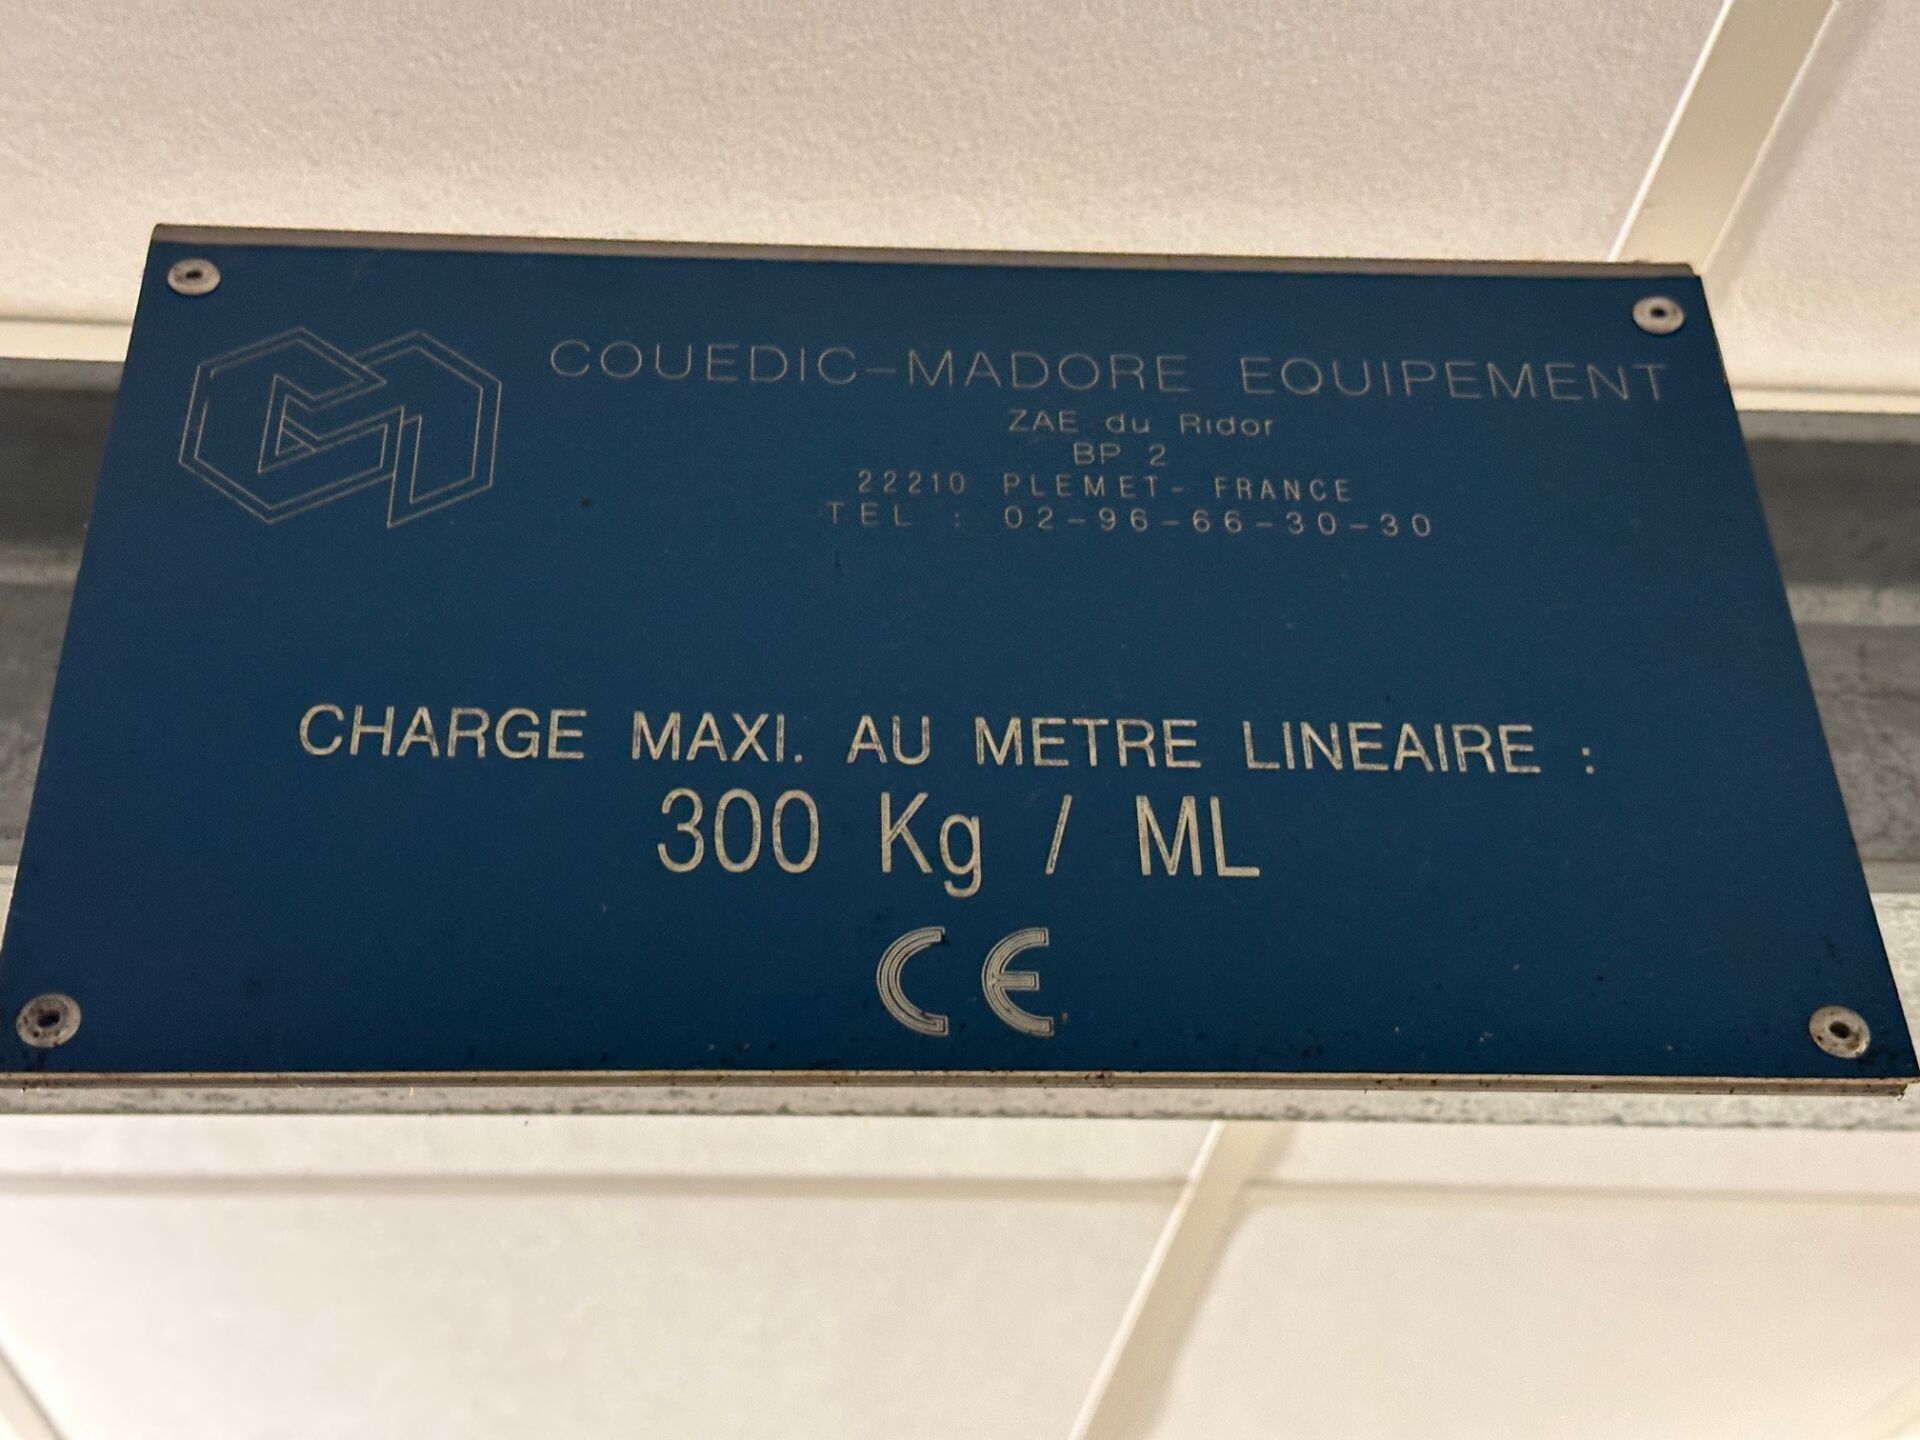 COUEDIC-MADORE EQUIPEMENT
ZAE du Ridor
BP 2
22210 PLEMET- FRANCE
TEL : 02-96-66-30-30
CHARGE MAXI. AU METRE LINEAIRE :
300 Kg / ML
CE